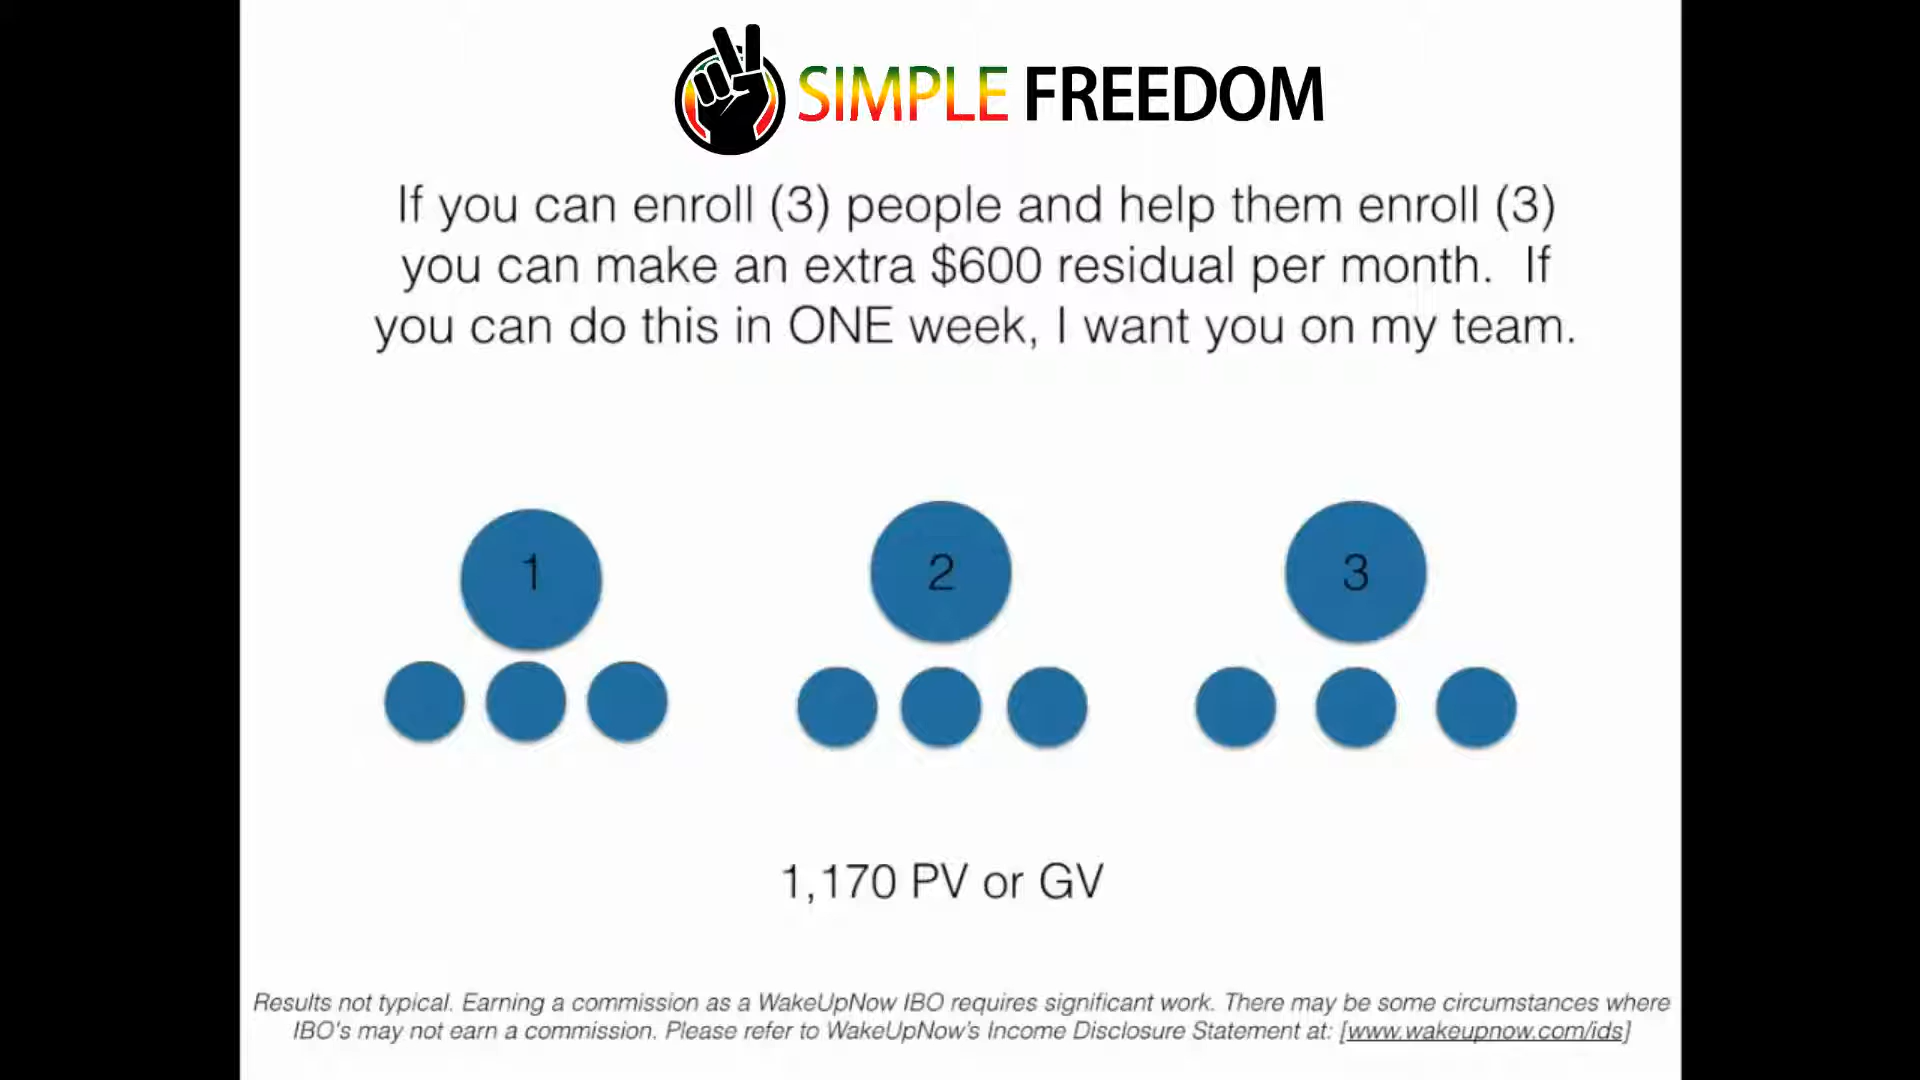 SIMPLE FREEDOM
If you can enroll (3) people and help them enroll (3)
you can make an extra $600 residual per month. If
you can do this in ONE week, I want you on my team.
1
2
3
1,170 PV or GV
Results not typical. Earning a commission as a WakeUpNow IBO requires significant work. There may be some circumstances where
IBO's may not earn a commission. Please refer to WakeUpNow's Income Disclosure Statement at: [www.wakeupnow.com/ids]